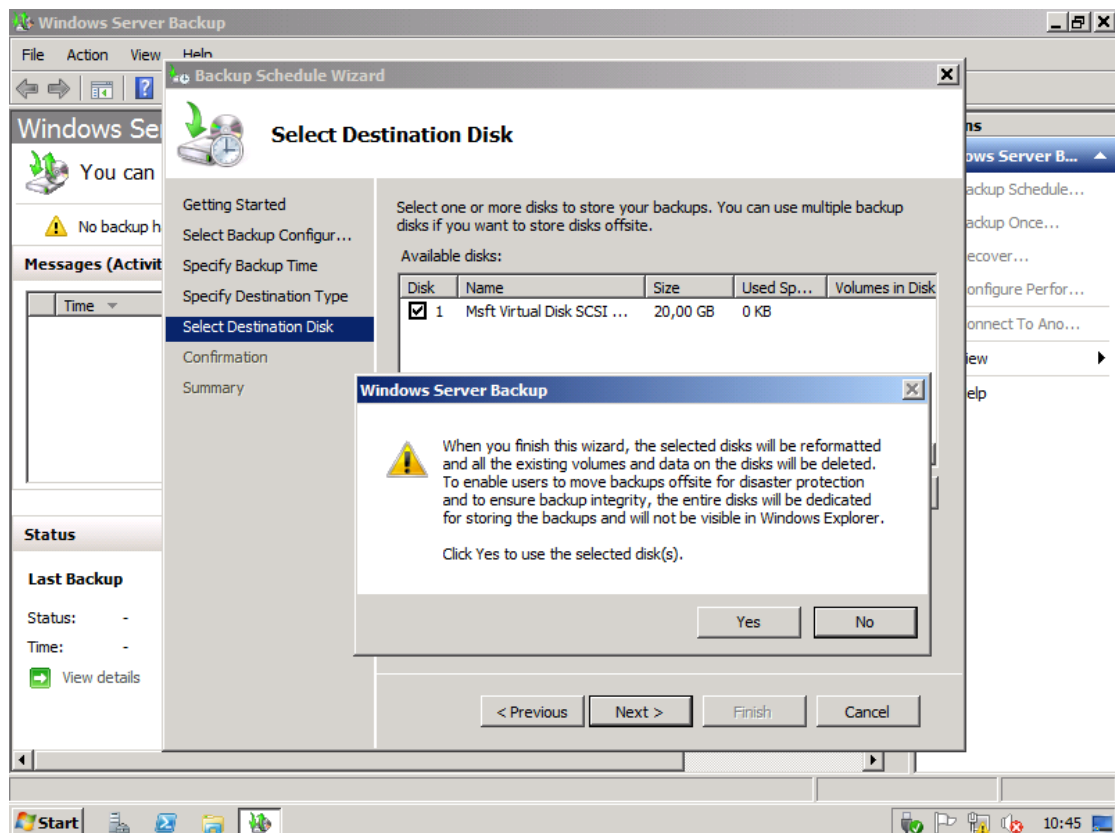 Windows Server Backup
File Action View Help
Backup Schedule Wizard
Select Destination Disk
Windows Se
You can
No backup h
Messages (Activit
Time
Status
Last Backup
Status: -
Time: -
View details
Getting Started
Select Backup Configur...
Specify Backup Time
Specify Destination Type
Select Destination Disk
Confirmation
Summary
Select one or more disks to store your backups. You can use multiple backup
disks if you want to store disks offsite.
Available disks:
Disk Name Size Used Sp... Volumes in Disk
1 Msft Virtual Disk SCSI ... 20,00 GB 0 KB
Windows Server Backup
When you finish this wizard, the selected disks will be reformatted
and all the existing volumes and data on the disks will be deleted.
To enable users to move backups offsite for disaster protection
and to ensure backup integrity, the entire disks will be dedicated
for storing the backups and will not be visible in Windows Explorer.
Click Yes to use the selected disk(s).
Yes No
< Previous Next > Finish Cancel
ns
ows Server B...
ackup Schedule...
ackup Once...
ecover...
onfigure Perfor...
onnect To Ano...
iew
elp
Start
10:45